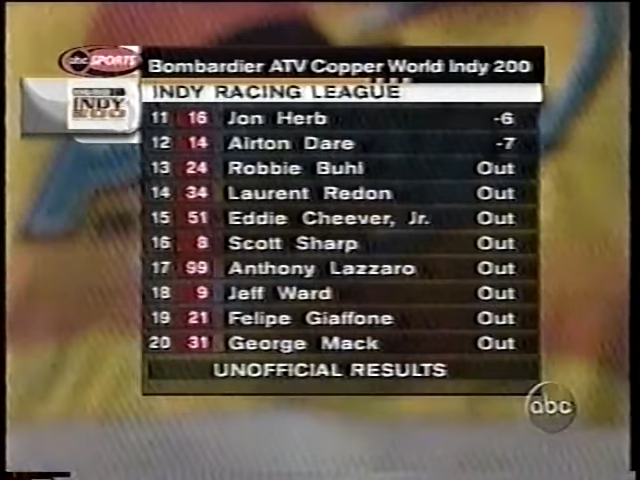 abc SPORTS
Bombardier ATV Copper World Indy 200
INDY RACING LEAGUE
INDY
200
11 16 Jon Herb -6
12 14 Airton Dare -7
13 24 Robbie Buhl Out
14 34 Laurent Redon Out
15 51 Eddie Cheever, Jr. Out
16 8 Scott Sharp Out
17 99 Anthony Lazzaro Out
18 9 Jeff Ward Out
19 21 Felipe Giaffone Out
20 31 George Mack Out
UNOFFICIAL RESULTS
abc